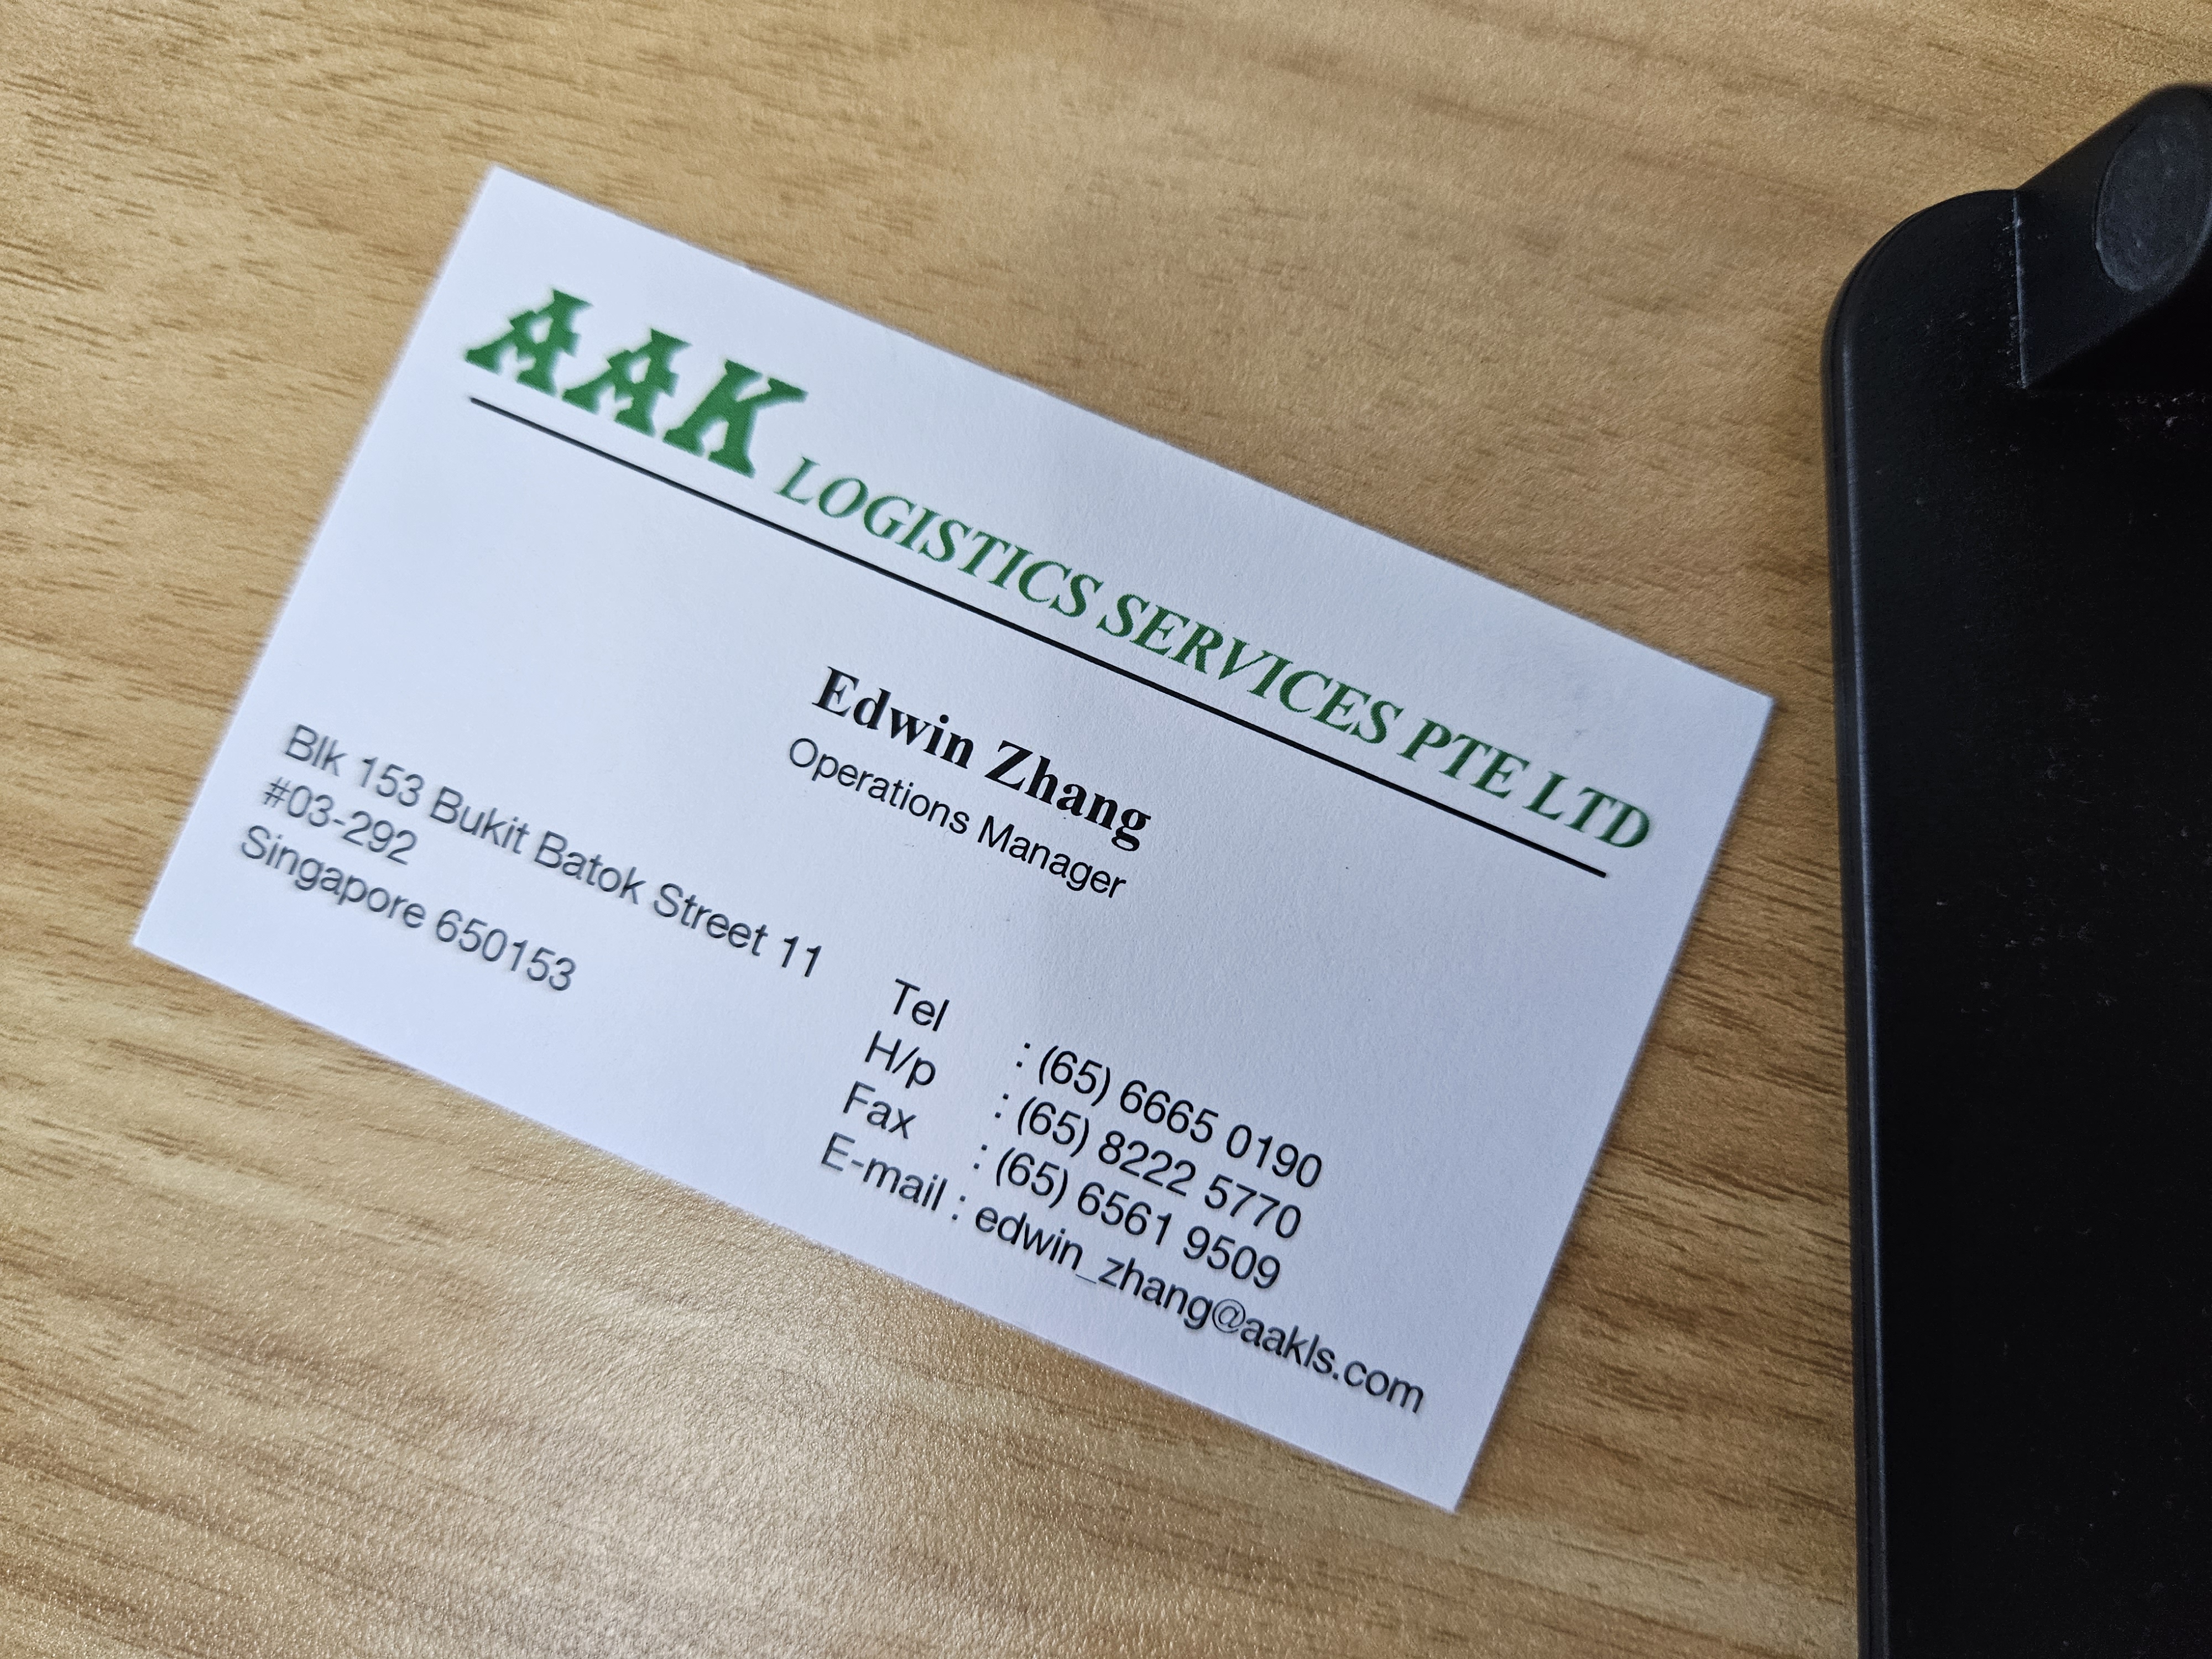 AAK LOGISTICS SERVICES PTE LTD
Edwin Zhang
Operations Manager
Blk 153 Bukit Batok Street 11
#03-292
Singapore 650153
Tel : (65) 6665 0190
H/p : (65) 8222 5770
Fax : (65) 6561 9509
E-mail : edwin_zhang@aakls.com